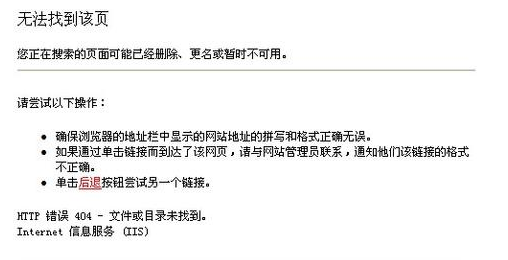 无法找到该页
您正在搜索的页面可能已经删除、更名或暂时不可用。
请尝试以下操作：
● 确保浏览器的地址栏中显示的网站地址的拼写和格式正确无误。
● 如果通过单击链接而到达了该网页，请与网站管理员联系，通知他们该链接的格式
不正确。
● 单击后退按钮尝试另一个链接。
HTTP 错误 404 - 文件或目录未找到。
Internet 信息服务 (IIS)